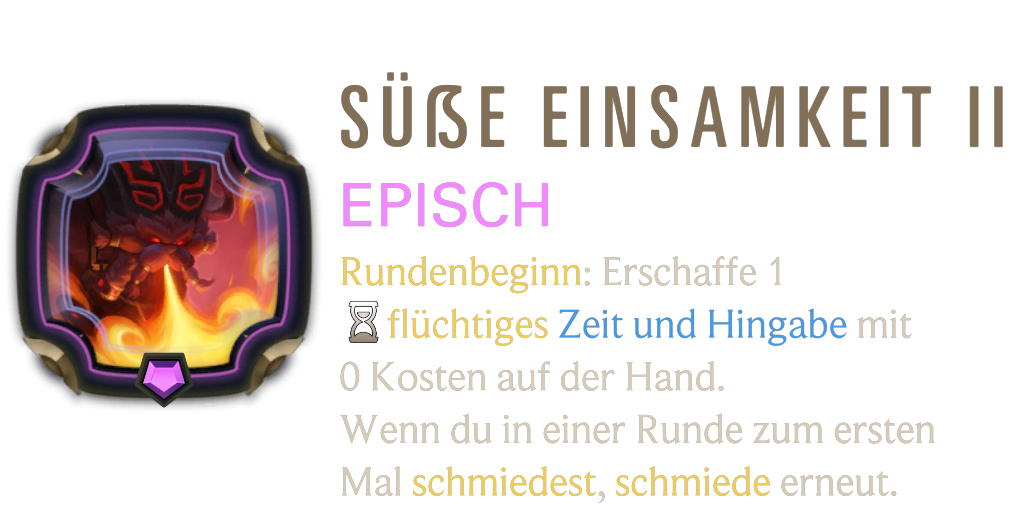 SÜẞE EINSAMKEIT II
EPISCH
Rundenbeginn: Erschaffe 1
flüchtiges Zeit und Hingabe mit
0 Kosten auf der Hand.
Wenn du in einer Runde zum ersten
Mal schmiedest, schmiede erneut.